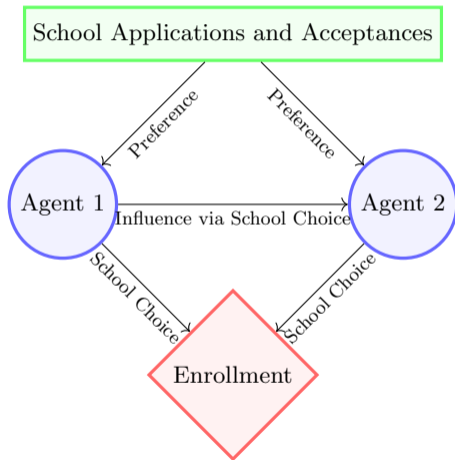 School Applications and Acceptances
Preference
Preference
Agent 1
Influence via School Choice
Agent 2
School Choice
School Choice
Enrollment